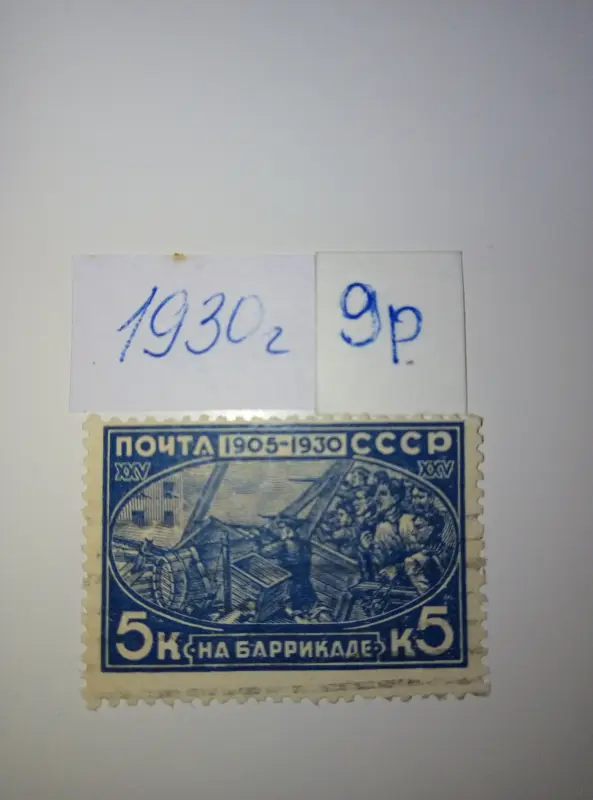 1930г
9р
ПОЧТА 1905-1930 СССР
XXV XXV
5К НА БАРРИКАДЕ К5